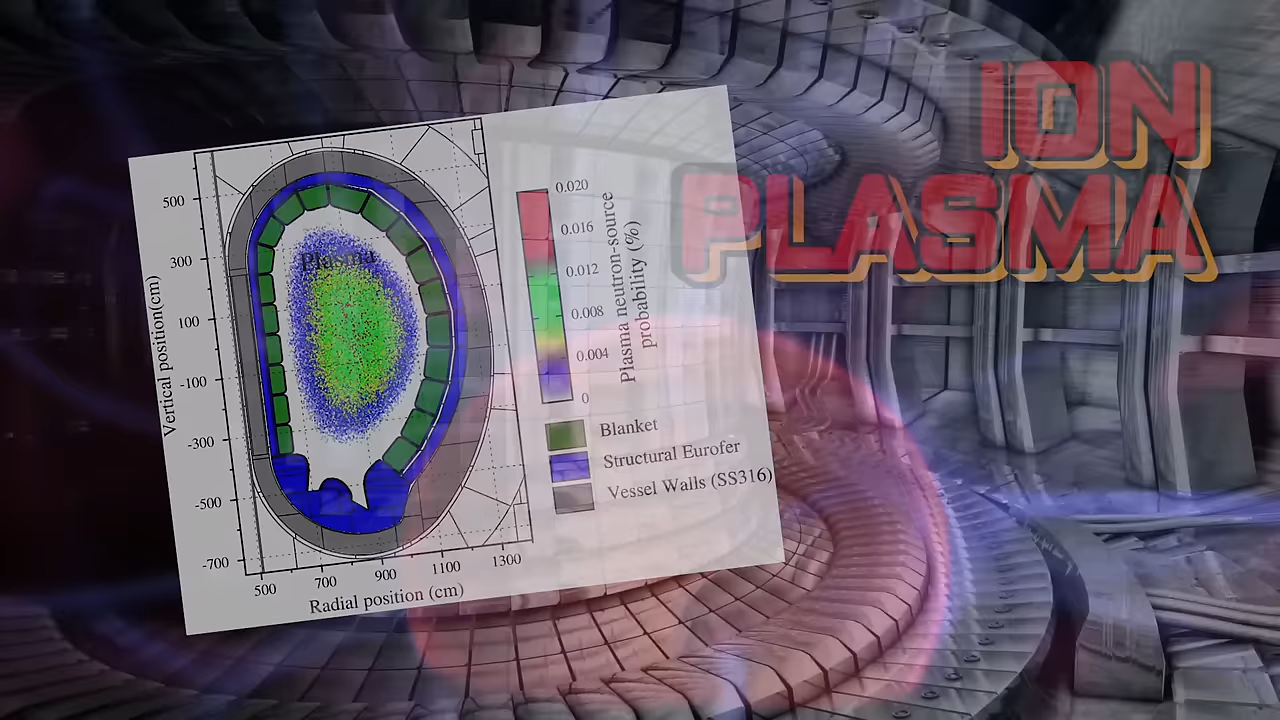 ION
PLASMA
500
300
100
-100
-300
-500
-700
Vertical position(cm)
500
700
900
1100
1300
Radial position (cm)
Plasma
0.020
0.016
0.012
0.008
0.004
0
Plasma neutron-source
probability (%)
Blanket
Structural Eurofer
Vessel Walls (SS316)